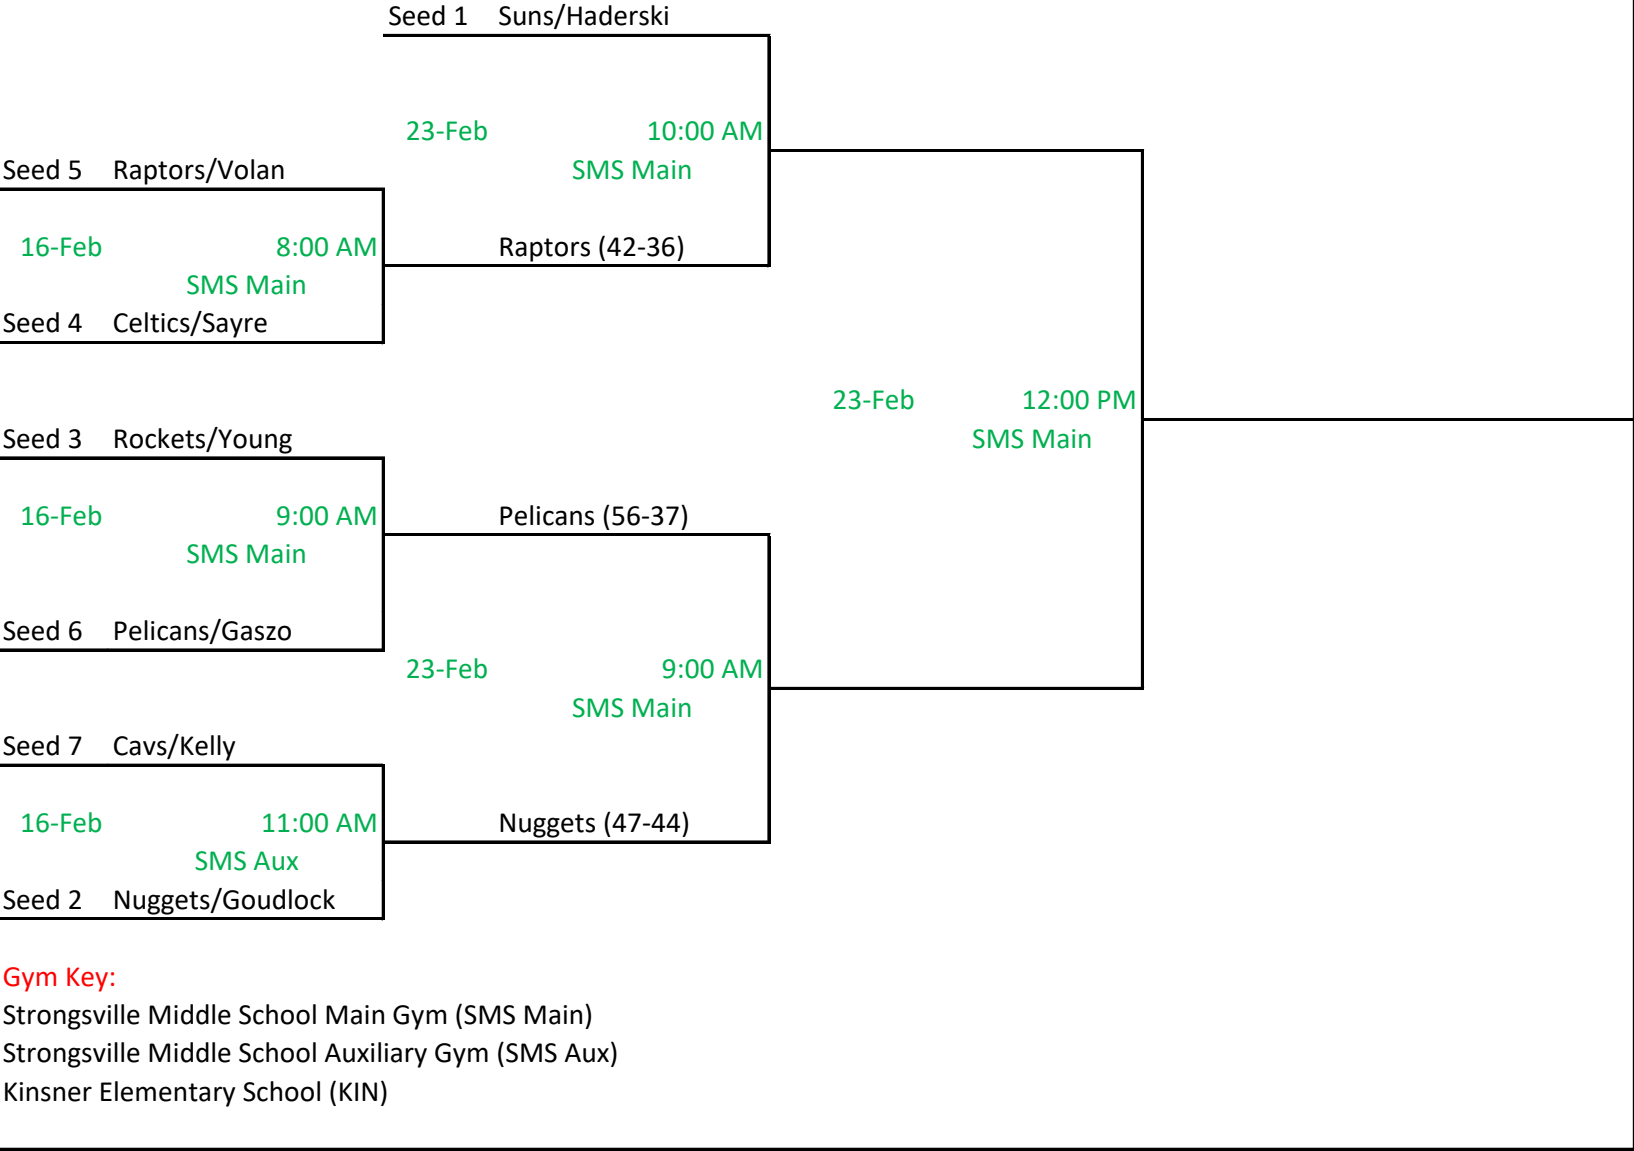 Seed 1 Suns/Haderski
23-Feb 10:00 AM
Seed 5 Raptors/Volan SMS Main
16-Feb 8:00 AM Raptors (42-36)
SMS Main
Seed 4 Celtics/Sayre
23-Feb 12:00 PM
Seed 3 Rockets/Young SMS Main
16-Feb 9:00 AM Pelicans (56-37)
SMS Main
Seed 6 Pelicans/Gaszo
23-Feb 9:00 AM
SMS Main
Seed 7 Cavs/Kelly
16-Feb 11:00 AM Nuggets (47-44)
SMS Aux
Seed 2 Nuggets/Goudlock
Gym Key:
Strongsville Middle School Main Gym (SMS Main)
Strongsville Middle School Auxiliary Gym (SMS Aux)
Kinsner Elementary School (KIN)